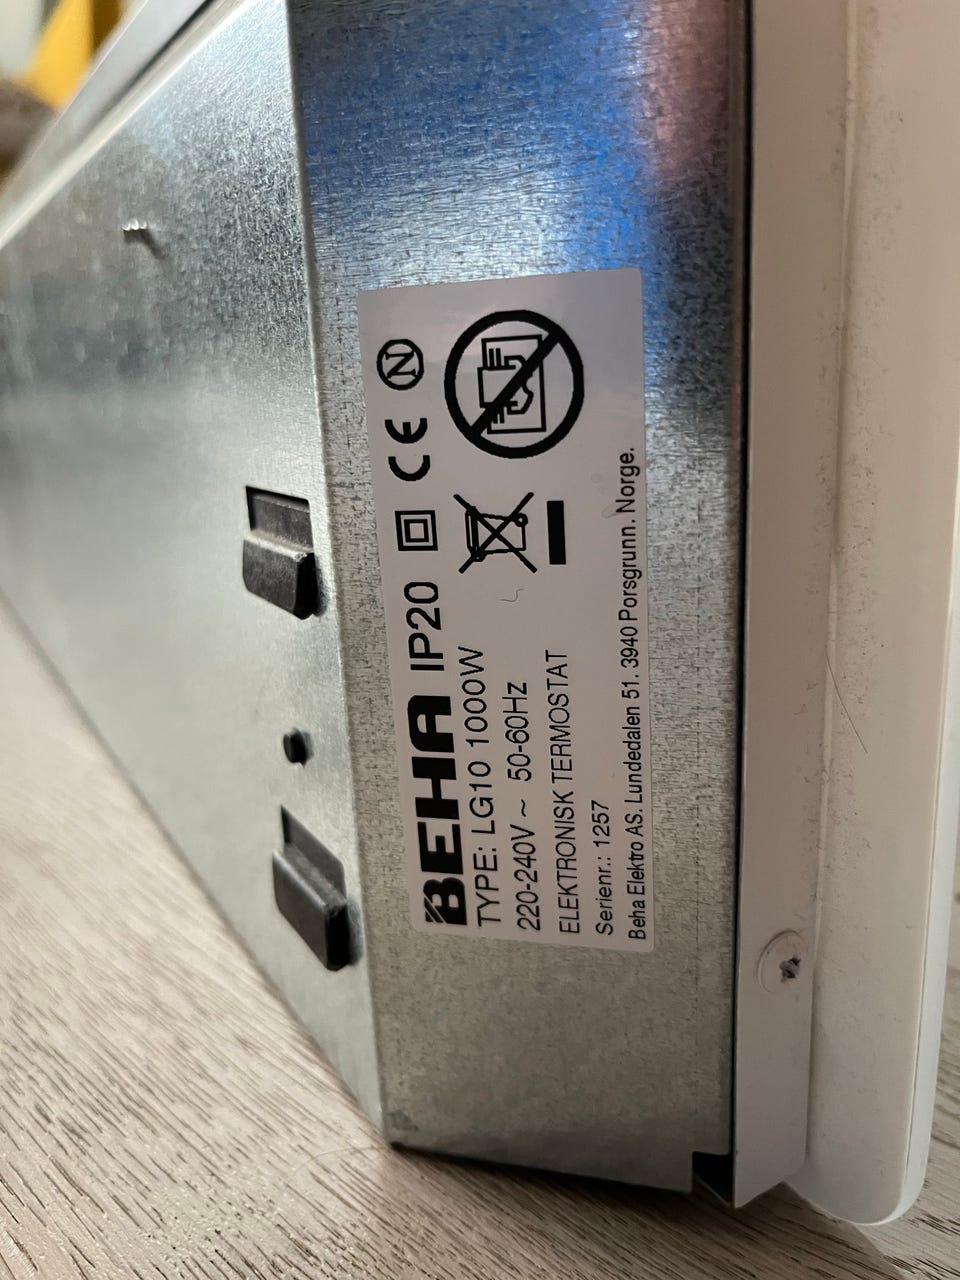 BEHA IP20 CE N
TYPE: LG10 1000W
220-240V ~ 50-60Hz
ELEKTRONISK TERMOSTAT
Serienr.: 1257
Beha Elektro AS. Lundedalen 51. 3940 Porsgrunn. Norge.